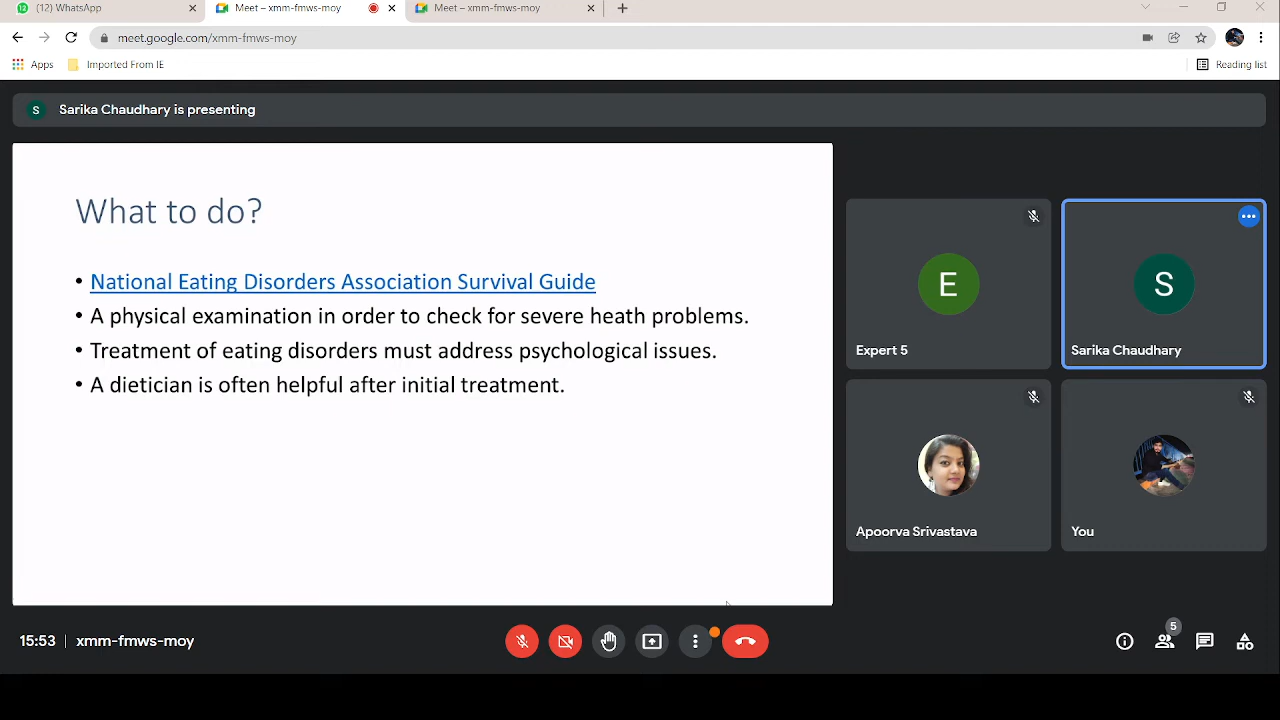 (12) WhatsApp
Meet – xmm-fmws-moy
Meet – xmm-fmws-moy
meet.google.com/xmm-fmws-moy
Apps
Imported From IE
Reading list
S
Sarika Chaudhary is presenting
What to do?
• National Eating Disorders Association Survival Guide
• A physical examination in order to check for severe heath problems.
• Treatment of eating disorders must address psychological issues.
• A dietician is often helpful after initial treatment.
E
Expert 5
S
Sarika Chaudhary
Apoorva Srivastava
You
15:53 | xmm-fmws-moy
5